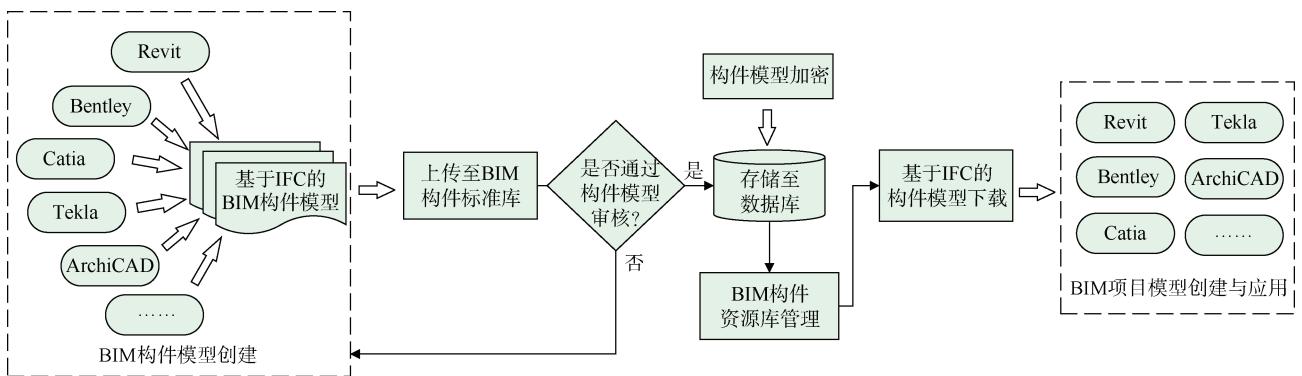 Revit
Bentley
Catia
Tekla
ArchiCAD
……
基于IFC的
BIM构件模型
BIM构件模型创建
上传至BIM
构件标准库
是否通过
构件模型
审核?
是
否
构件模型加密
存储至
数据库
BIM构件
资源库管理
基于IFC的
构件模型下载
Revit
Tekla
Bentley
ArchiCAD
Catia
……
BIM项目模型创建与应用